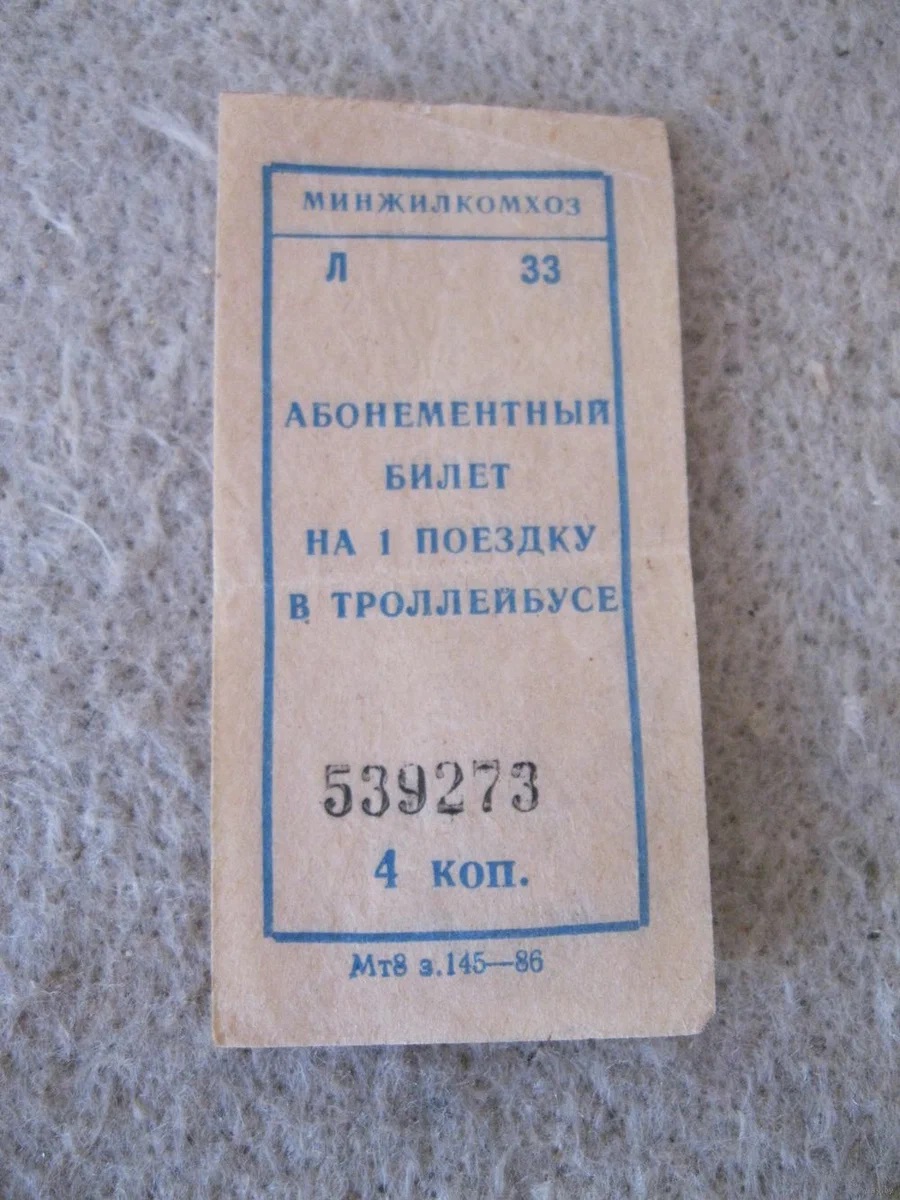 МИНЖИЛКОМХОЗ
Л 33
АБОНЕМЕНТНЫЙ
БИЛЕТ
НА 1 ПОЕЗДКУ
В ТРОЛЛЕЙБУСЕ
539273
4 коп.
Мт8 з.145—86